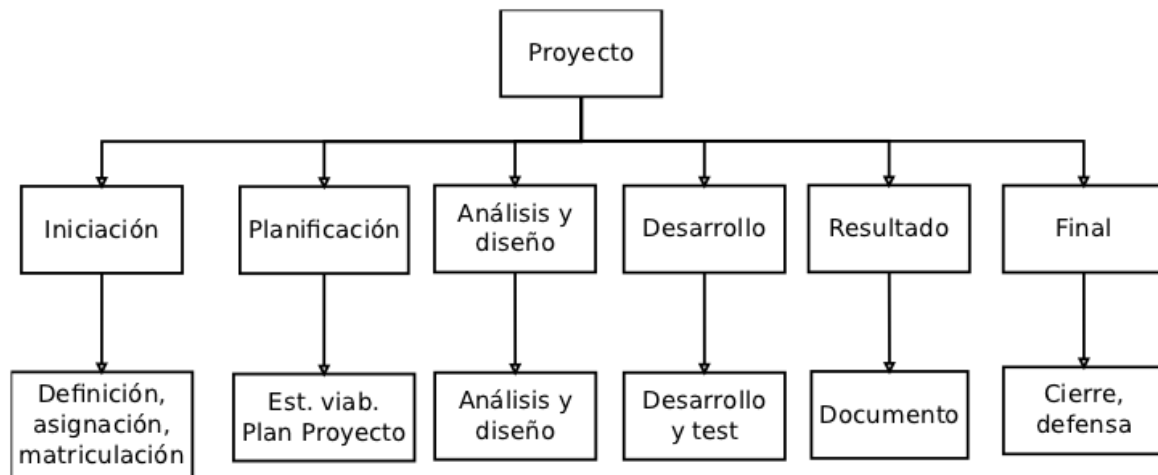 Proyecto
Iniciación
Planificación
Análisis y
diseño
Desarrollo
Resultado
Final
Definición,
asignación,
matriculación
Est. viab.
Plan Proyecto
Análisis y
diseño
Desarrollo
y test
Documento
Cierre,
defensa